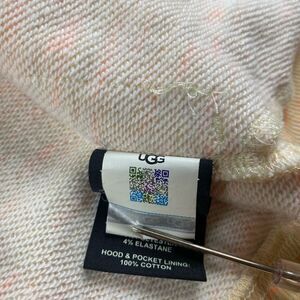 UGG
4% ELASTANE
HOOD & POCKET LINING:
100% COTTON